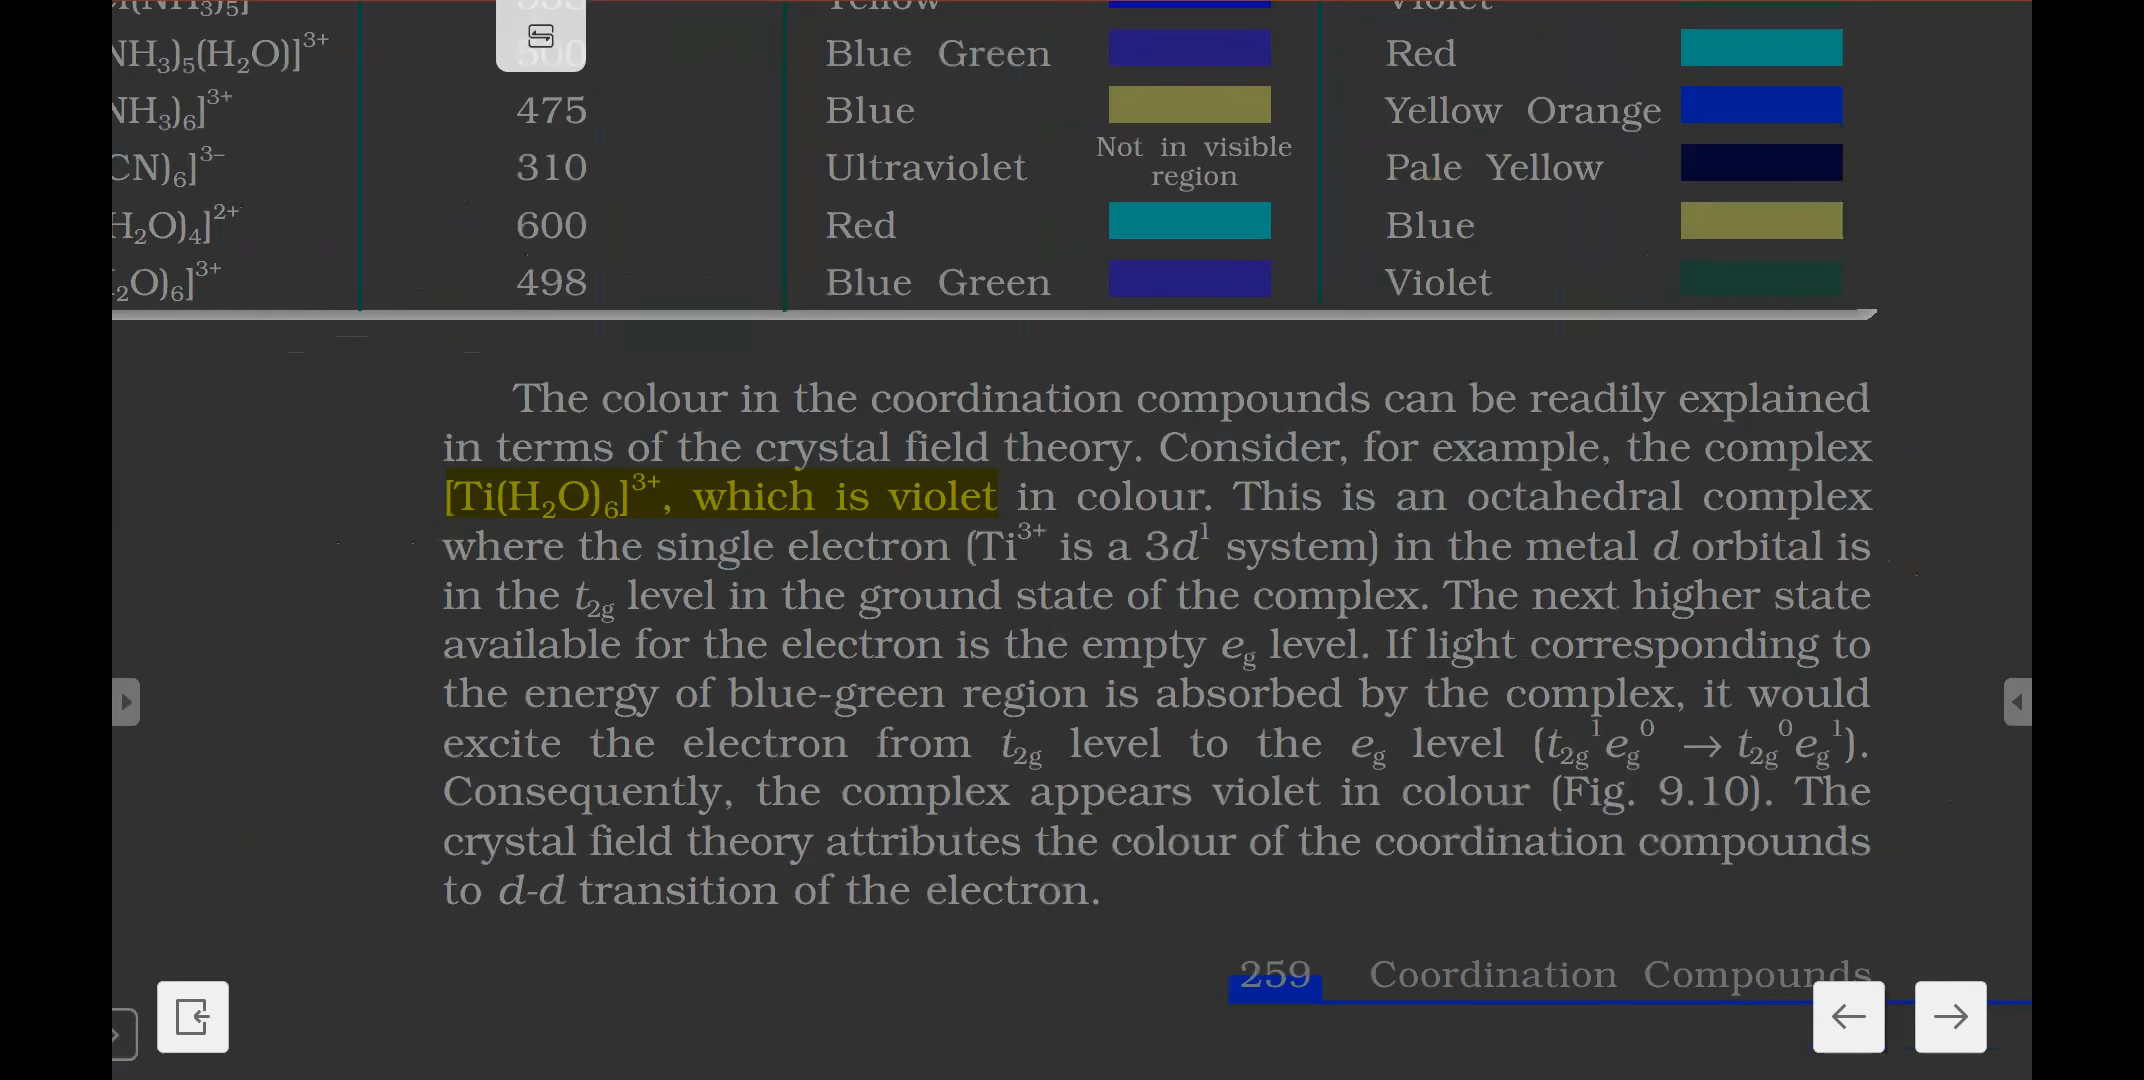 NH₃)₅(H₂O)]³⁺ 500 Blue Green Red
NH₃)₆]³⁺ 475 Blue Yellow Orange
CN)₆]³⁻ 310 Ultraviolet Not in visible region Pale Yellow
H₂O)₄]²⁺ 600 Red Blue
₂O)₆]³⁺ 498 Blue Green Violet
The colour in the coordination compounds can be readily explained
in terms of the crystal field theory. Consider, for example, the complex
[Ti(H₂O)₆]³⁺, which is violet in colour. This is an octahedral complex
where the single electron (Ti³⁺ is a 3d¹ system) in the metal d orbital is
in the t₂g level in the ground state of the complex. The next higher state
available for the electron is the empty eg level. If light corresponding to
the energy of blue-green region is absorbed by the complex, it would
excite the electron from t₂g level to the eg level (t₂g¹eg⁰ → t₂g⁰eg¹).
Consequently, the complex appears violet in colour (Fig. 9.10). The
crystal field theory attributes the colour of the coordination compounds
to d-d transition of the electron.
259 Coordination Compounds